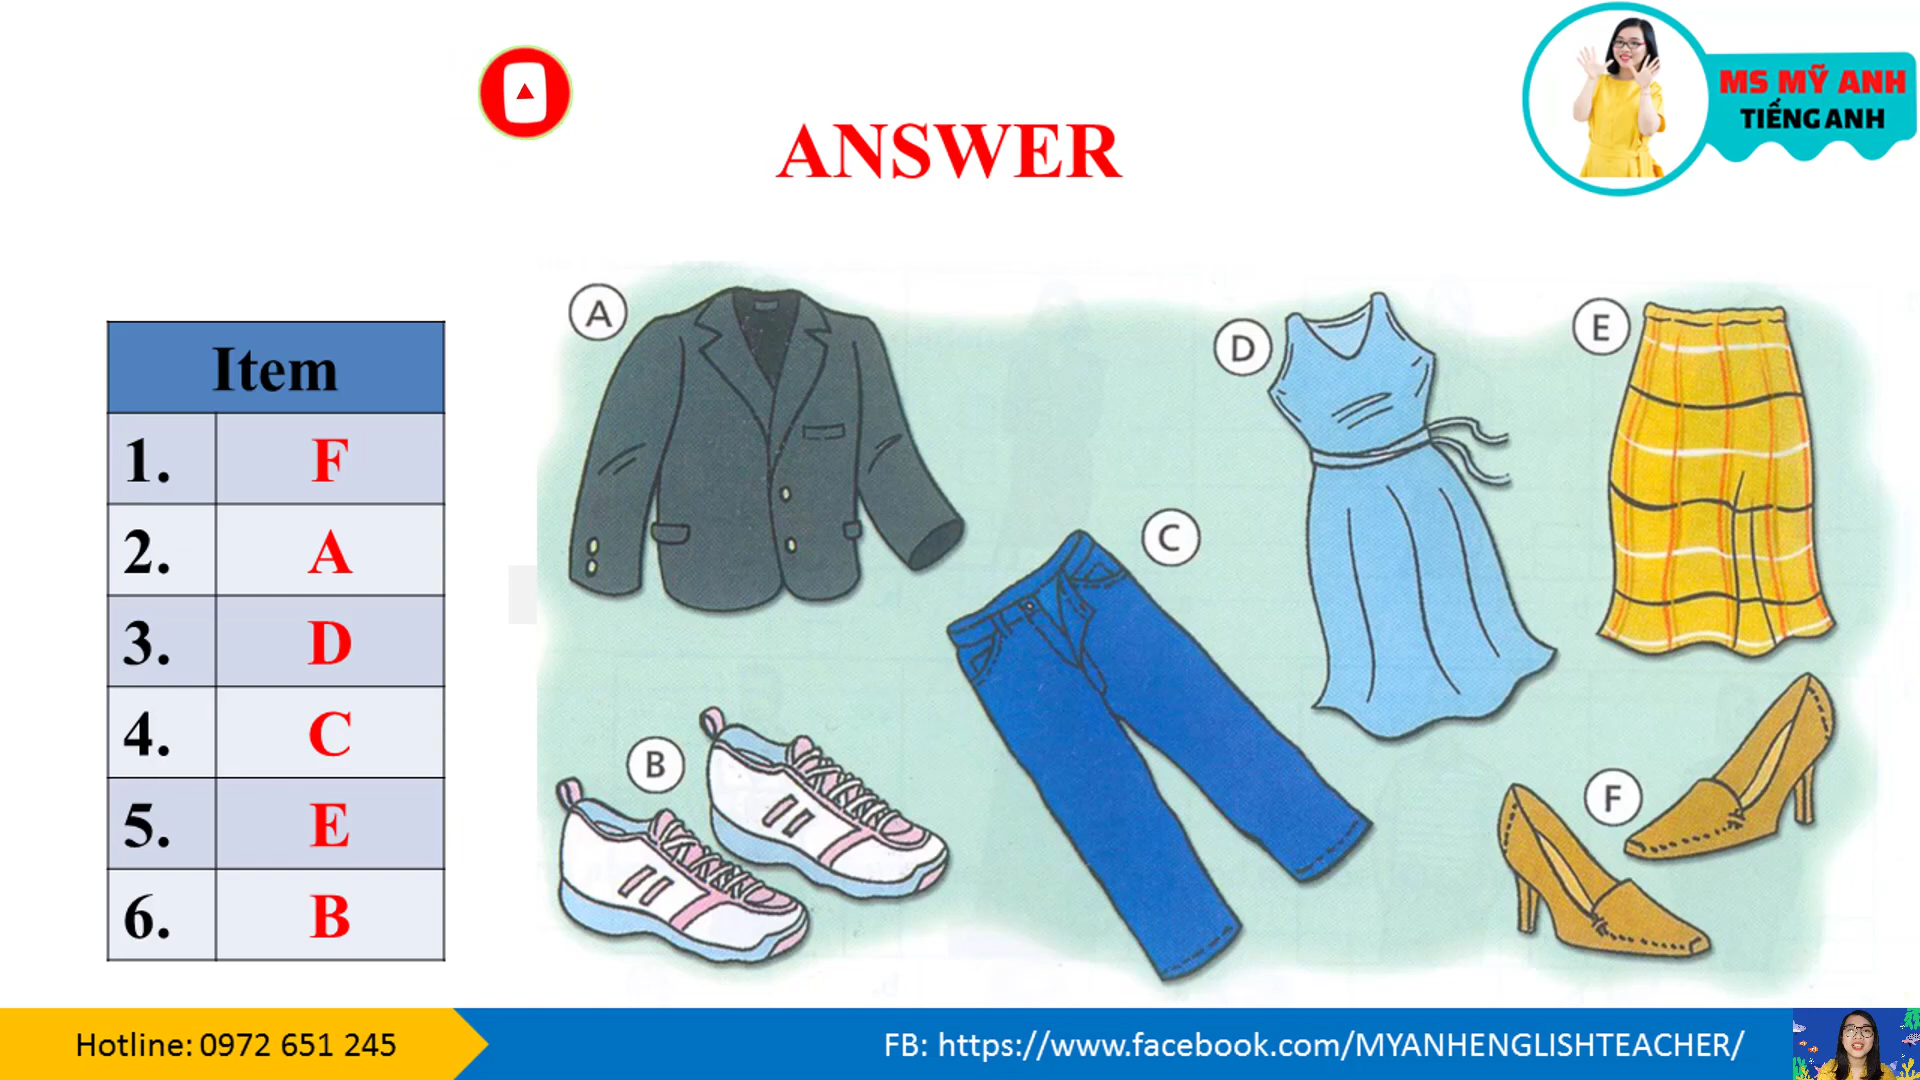 MS MỸ ANH
TIẾNG ANH
ANSWER
Item
1. F
2. A
3. D
4. C
5. E
6. B
A
B
C
D
E
F
Hotline: 0972 651 245
FB: https://www.facebook.com/MYANHENGLISHTEACHER/